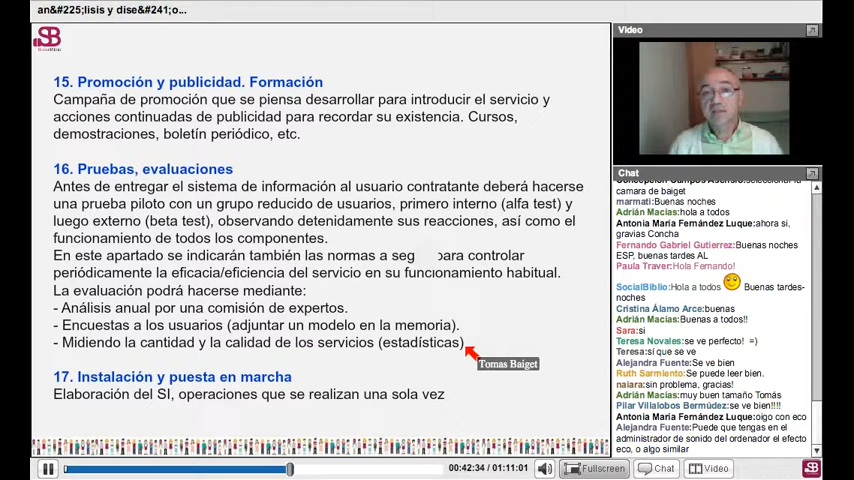 an&#225;lisis y dise&#241;o...
SB
15. Promoción y publicidad. Formación
Campaña de promoción que se piensa desarrollar para introducir el servicio y
acciones continuadas de publicidad para recordar su existencia. Cursos,
demostraciones, boletín periódico, etc.
16. Pruebas, evaluaciones
Antes de entregar el sistema de información al usuario contratante deberá hacerse
una prueba piloto con un grupo reducido de usuarios, primero interno (alfa test) y
luego externo (beta test), observando detenidamente sus reacciones, así como el
funcionamiento de todos los componentes.
En este apartado se indicarán también las normas a seg para controlar
periódicamente la eficacia/eficiencia del servicio en su funcionamiento habitual.
La evaluación podrá hacerse mediante:
- Análisis anual por una comisión de expertos.
- Encuestas a los usuarios (adjuntar un modelo en la memoria).
- Midiendo la cantidad y la calidad de los servicios (estadísticas)
Tomas Baiget
17. Instalación y puesta en marcha
Elaboración del SI, operaciones que se realizan una sola vez
00:42:34 / 01:11:01
Fullscreen
Chat
Video
Video
Chat
camara de baiget
marmati:Buenas noches
Adrián Macías:hola a todos
Antonia María Fernández Luque:ahora si,
gravias Concha
Fernando Gabriel Gutierrez:Buenas noches
ESP, buenas tardes AL
Paula Traver:Hola Fernando!
SocialBiblio:Hola a todos Buenas tardes-
noches
Cristina Álamo Arce:buenas
Adrián Macías:Buenas a todos!!
Sara:si
Teresa Novales:se ve perfecto! =)
Teresa:sí que se ve
Alejandra Fuente:Se ve bien
Ruth Sarmiento:Se puede leer bien.
naiara:sin problema, gracias!
Adrián Macías:muy buen tamaño Tomás
Pilar Villalobos Bermúdez:se ve bien!!!!
Antonia María Fernández Luque:oigo con eco
Alejandra Fuente:Puede que tengas en el
administrador de sonido del ordenador el efecto
eco, o algo similar
SB